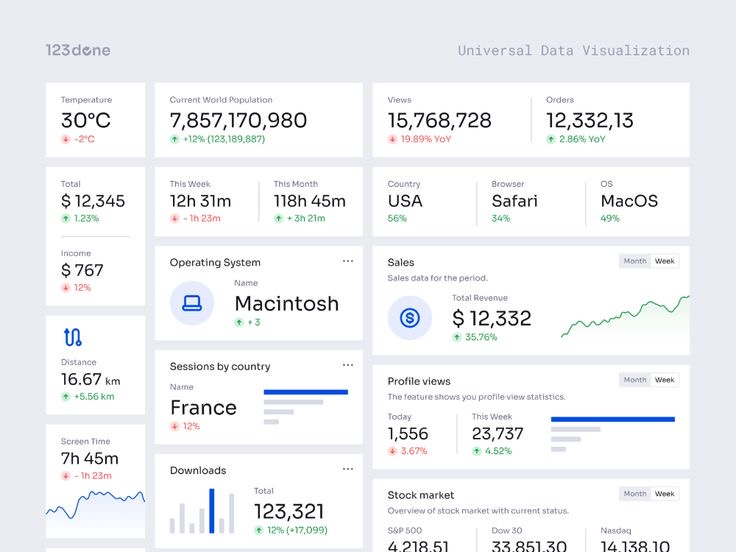 123done
Universal Data Visualization
Temperature
30°C
-2°C
Current World Population
7,857,170,980
+12% (123,189,887)
Views
15,768,728
19.89% YoY
Orders
12,332,13
2.86% YoY
Total
$ 12,345
1.23%
Income
$ 767
12%
This Week
12h 31m
- 1h 23m
This Month
118h 45m
+ 3h 21m
Country
USA
56%
Browser
Safari
34%
OS
MacOS
49%
Operating System
Name
Macintosh
+ 3
Sales
Month Week
Sales data for the period.
Total Revenue
$ 12,332
35.76%
Distance
16.67 km
+5.56 km
Sessions by country
Name
France
12%
Profile views
Month Week
The feature shows you profile view statistics.
Today
1,556
3.67%
This Week
23,737
4.52%
Screen Time
7h 45m
- 1h 23m
Downloads
Total
123,321
12% (+17,099)
Stock market
Month Week
Overview of stock market with current status.
S&P 500
4,218.51
Dow 30
33,851.30
Nasdaq
14,138.10